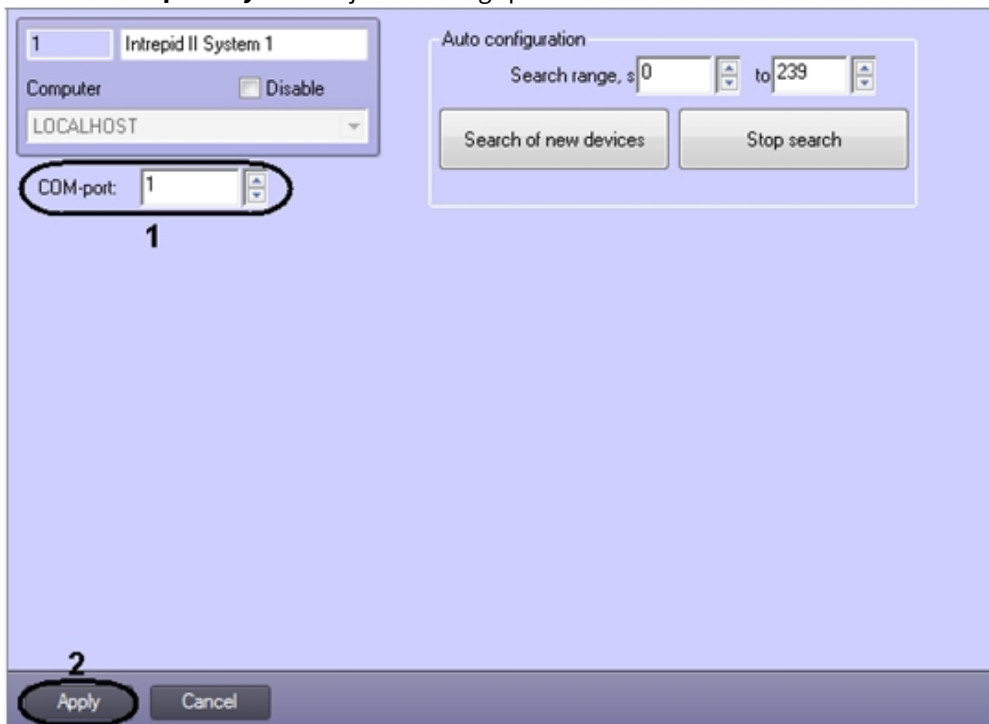 1 Intrepid II System 1
Computer Disable
LOCALHOST
COM-port: 1
1
Auto configuration
Search range, s 0 to 239
Search of new devices Stop search
2
Apply Cancel